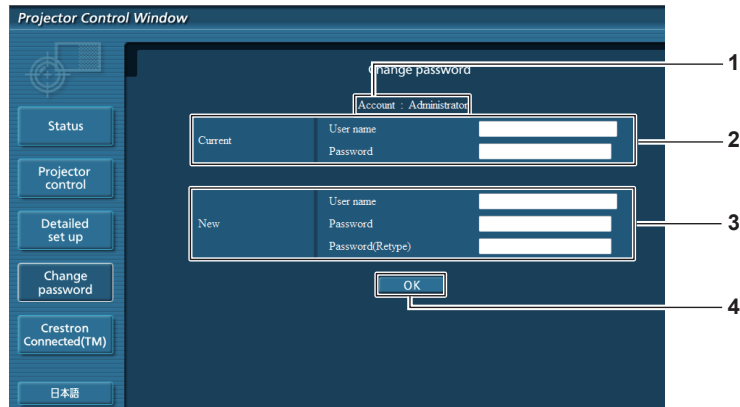 Projector Control Window
Change password
1
Account : Administrator
Status
Current
User name
Password
2
Projector
control
Detailed
set up
New
User name
Password
Password(Retype)
3
Change
password
OK
4
Crestron
Connected(TM)
日本語